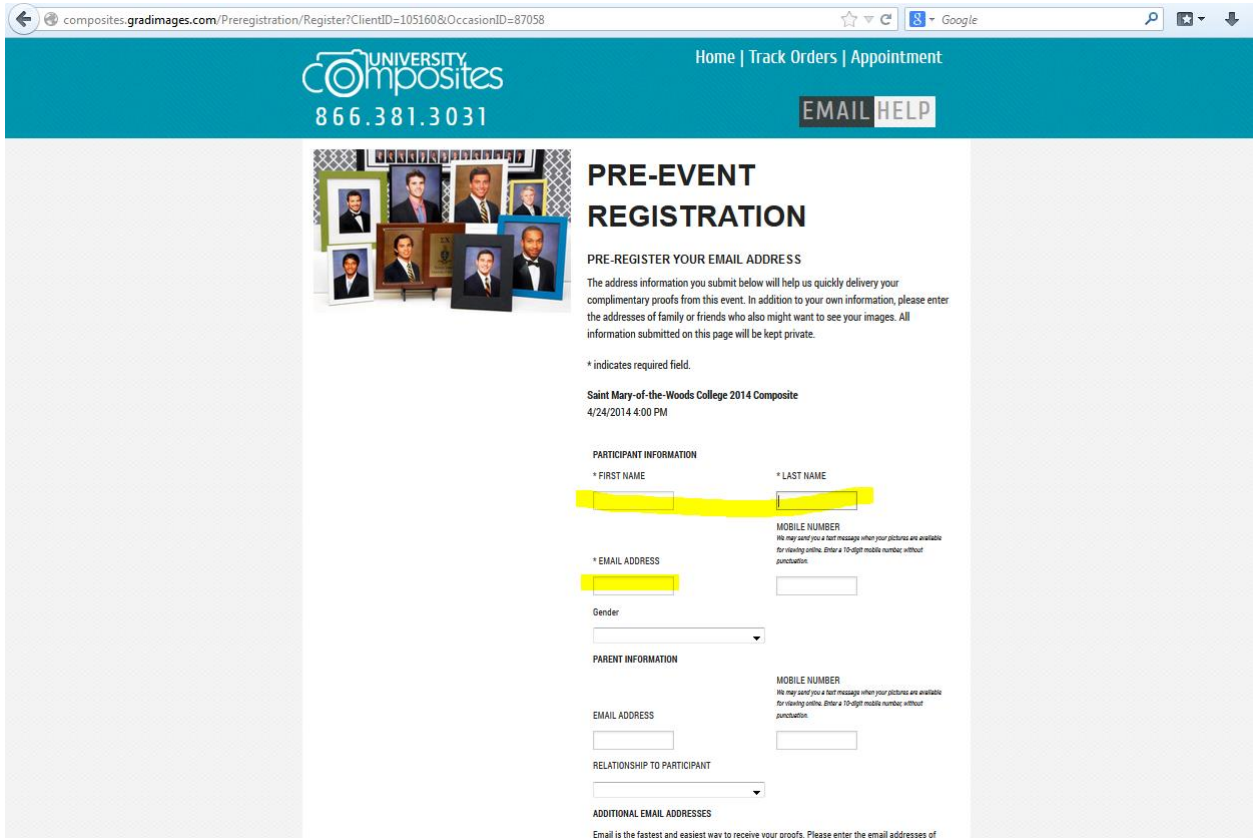 composites.gradimages.com/Preregistration/Register?ClientID=105160&OccasionID=87058
Google
UNIVERSITY
composites
866.381.3031
Home | Track Orders | Appointment
EMAIL HELP
PRE-EVENT
REGISTRATION
PRE-REGISTER YOUR EMAIL ADDRESS
The address information you submit below will help us quickly delivery your
complimentary proofs from this event. In addition to your own information, please enter
the addresses of family or friends who also might want to see your images. All
information submitted on this page will be kept private.
* indicates required field.
Saint Mary-of-the-Woods College 2014 Composite
4/24/2014 4:00 PM
PARTICIPANT INFORMATION
* FIRST NAME
* LAST NAME
* EMAIL ADDRESS
MOBILE NUMBER
We may send you a text message when your pictures are available
for viewing online. Enter a 10-digit mobile number, without
punctuation.
Gender
PARENT INFORMATION
EMAIL ADDRESS
MOBILE NUMBER
We may send you a text message when your pictures are available
for viewing online. Enter a 10-digit mobile number, without
punctuation.
RELATIONSHIP TO PARTICIPANT
ADDITIONAL EMAIL ADDRESSES
Email is the fastest and easiest way to receive your proofs. Please enter the email addresses of